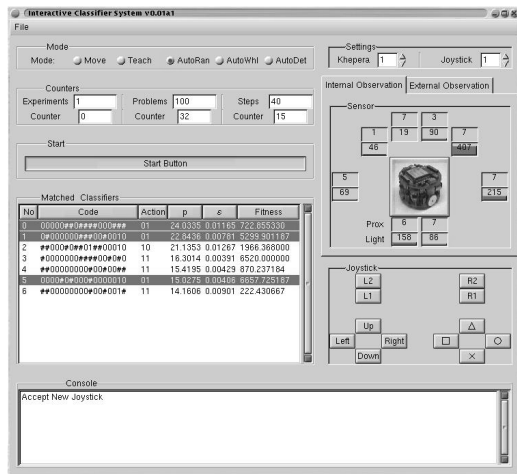 Interactive Classifier System v0.01a1
File
Mode
Mode: Move Teach AutoRan AutoWhl AutoDet
Settings
Khepera 1 Joystick 1
Counters
Experiments 1 Problems 100 Steps 40
Counter 0 Counter 32 Counter 15
Start
Start Button
Internal Observation External Observation
Sensor
7 3
1 19 90 7
46 407
5 7
69 215
Prox 6 7
Light 158 86
Matched Classifiers
No Code Action p ε Fitness
0 00000##0####000### 01 24.0335 0.01165 722.855330
1 0#0000000###00#0010 01 22.8436 0.00781 5299.901187
2 ##000#0##01##00010 10 21.1353 0.01267 1966.368000
3 #0000000####00#0#0 11 16.3014 0.00391 6520.000000
4 ##00000000#00##000 11 15.4195 0.00429 870.237184
5 0000#0#000#0000010 01 15.0275 0.00406 6657.725187
6 ##00000000#00#001# 11 14.1606 0.00901 222.430667
Joystick
L2 R2
L1 R1
Up △
Left Right □ ○
Down ×
Console
Accept New Joystick